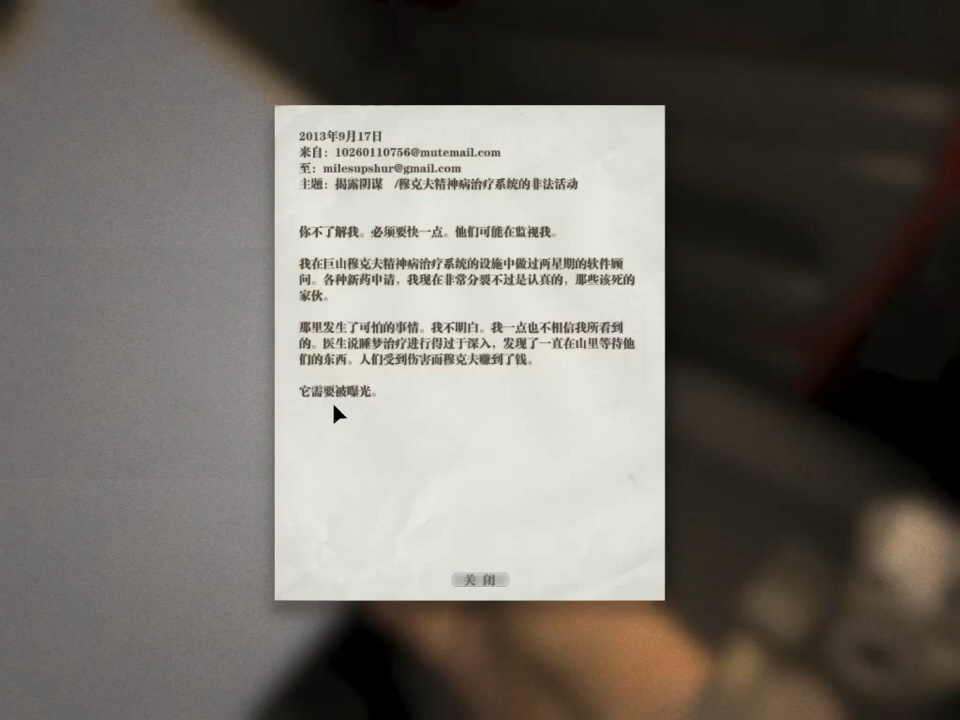 2013年9月17日
来自：10260110756@mutemail.com
至：milesupshur@gmail.com
主题：揭露阴谋 /穆克夫精神病治疗系统的非法活动
你不了解我。必须要快一点。他们可能在监视我。
我在巨山穆克夫精神病治疗系统的设施中做过两星期的软件顾
问。各种新药申请，我现在非常分裂不过是认真的，那些该死的
家伙。
那里发生了可怕的事情。我不明白。我一点也不相信我所看到
的。医生说睡梦治疗进行得过于深入，发现了一直在山里等待他
们的东西。人们受到伤害而穆克夫赚到了钱。
它需要被曝光。
关 闭